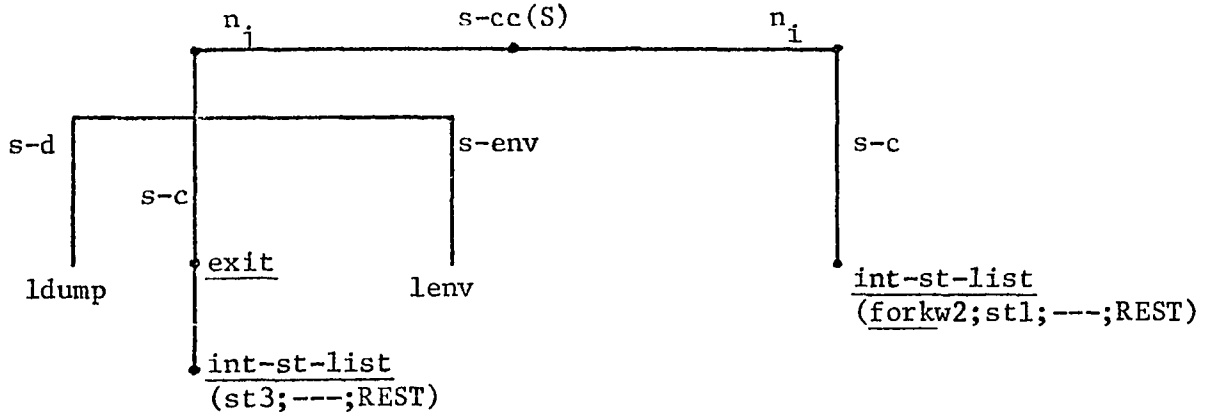 n_j s-cc(S) n_i
s-d s-env s-c
s-c
exit
ldump lenv int-st-list
(forkw2;st1;---;REST)
int-st-list
(st3;---;REST)